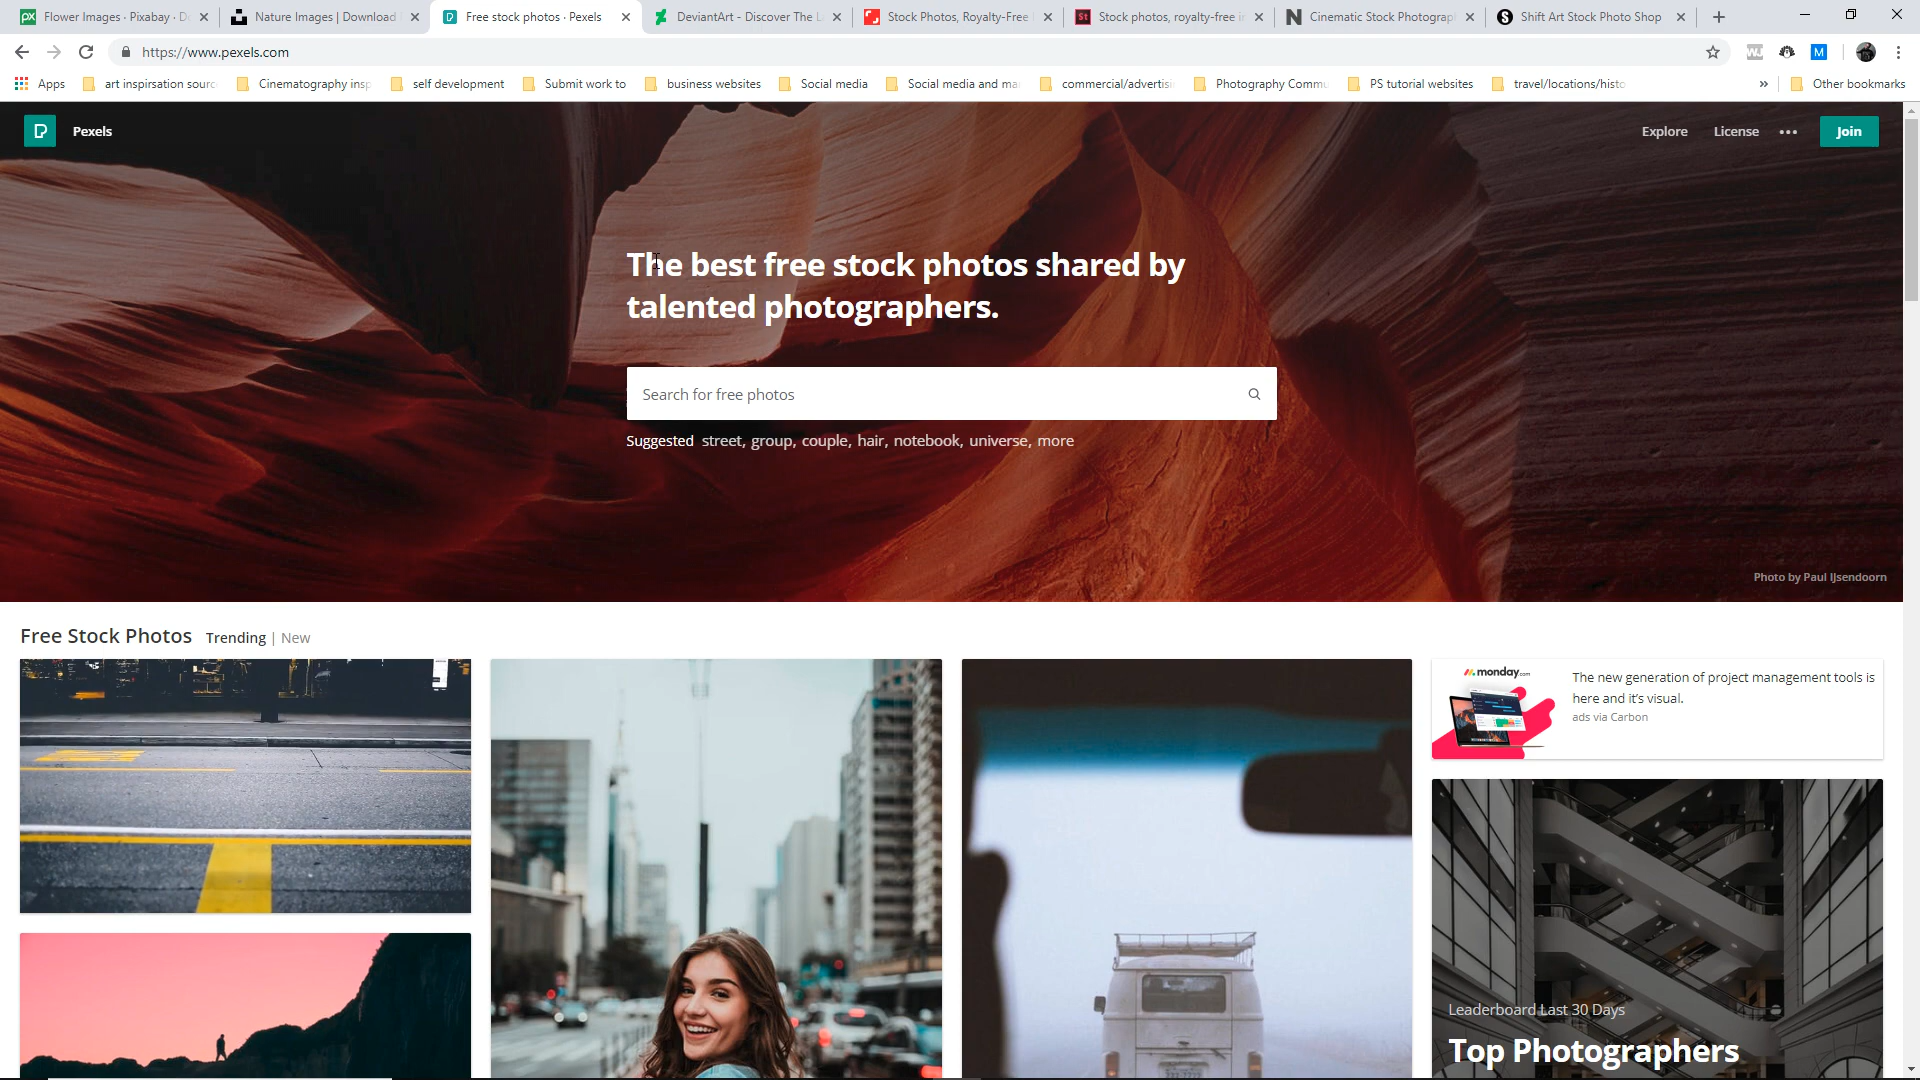 Flower Images · Pixabay · D
Nature Images | Download
Free stock photos · Pexels
DeviantArt - Discover The L
Stock Photos, Royalty-Free
Stock photos, royalty-free i
Cinematic Stock Photograp
Shift Art Stock Photo Shop
https://www.pexels.com
WJ
M
Apps
art inspirsation sourc
Cinematography insp
self development
Submit work to
business websites
Social media
Social media and ma
commercial/advertisi
Photography Commu
PS tutorial websites
travel/locations/histo
»
Other bookmarks
Pexels
Explore
License
Join
The best free stock photos shared by
talented photographers.
Search for free photos
Suggested street, group, couple, hair, notebook, universe, more
Photo by Paul IJsendoorn
Free Stock Photos Trending | New
monday.com
The new generation of project management tools is
here and it's visual.
ads via Carbon
Leaderboard Last 30 Days
Top Photographers